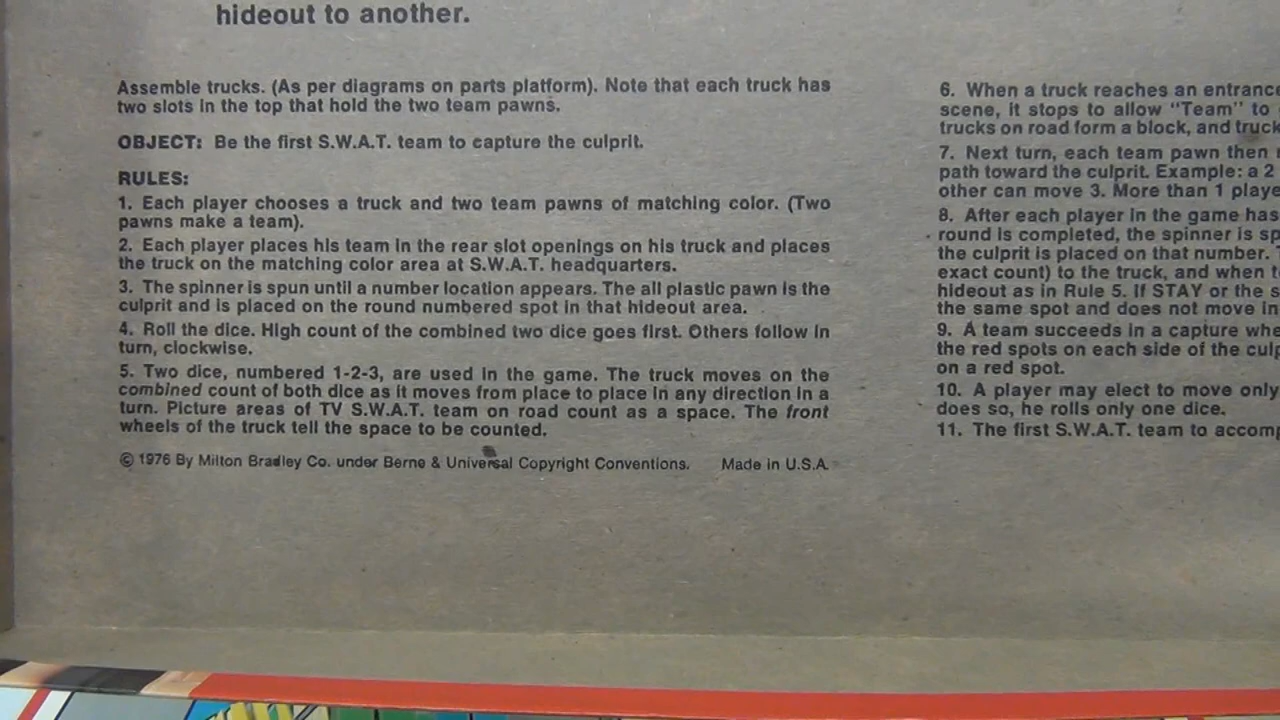 hideout to another.
Assemble trucks. (As per diagrams on parts platform). Note that each truck has
two slots in the top that hold the two team pawns.
OBJECT: Be the first S.W.A.T. team to capture the culprit.
RULES:
1. Each player chooses a truck and two team pawns of matching color. (Two
pawns make a team).
2. Each player places his team in the rear slot openings on his truck and places
the truck on the matching color area at S.W.A.T. headquarters.
3. The spinner is spun until a number location appears. The all plastic pawn is the
culprit and is placed on the round numbered spot in that hideout area.
4. Roll the dice. High count of the combined two dice goes first. Others follow in
turn, clockwise.
5. Two dice, numbered 1-2-3, are used in the game. The truck moves on the
combined count of both dice as it moves from place to place in any direction in a
turn. Picture areas of TV S.W.A.T. team on road count as a space. The front
wheels of the truck tell the space to be counted.
© 1976 By Milton Bradley Co. under Berne & Universal Copyright Conventions. Made in U.S.A.
6. When a truck reaches an entrance
scene, it stops to allow "Team" to
trucks on road form a block, and truck
7. Next turn, each team pawn then
path toward the culprit. Example: a 2
other can move 3. More than 1 playe
8. After each player in the game has
round is completed, the spinner is sp
the culprit is placed on that number.
exact count) to the truck, and when t
hideout as in Rule 5. If STAY or the s
the same spot and does not move in
9. A team succeeds in a capture whe
the red spots on each side of the culp
on a red spot.
10. A player may elect to move only
does so, he rolls only one dice.
11. The first S.W.A.T. team to accomp